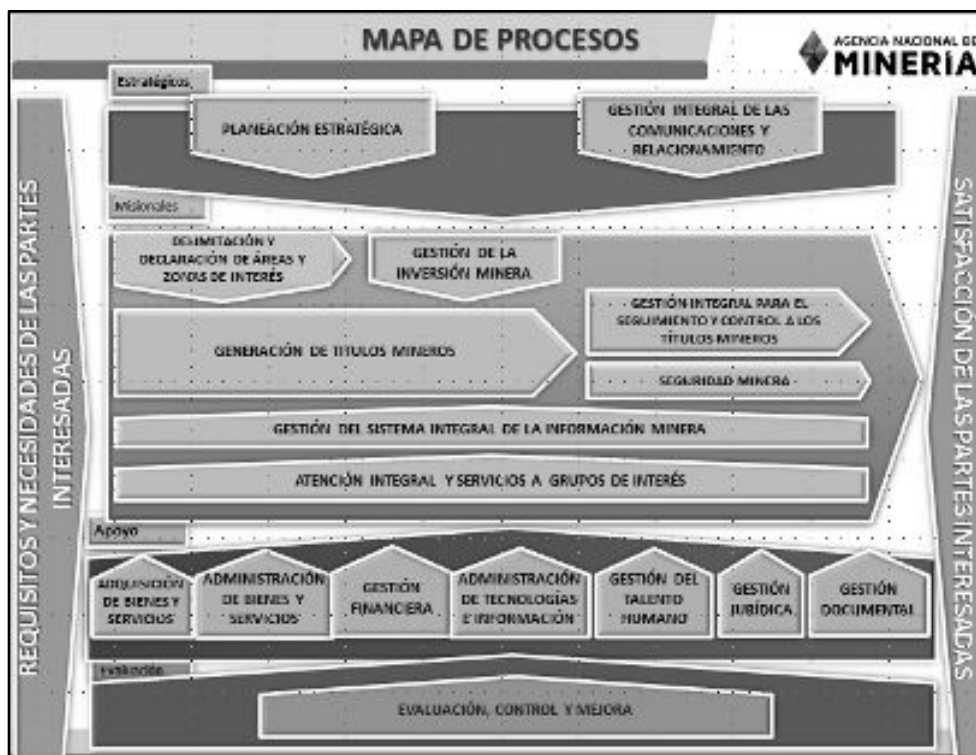 MAPA DE PROCESOS
AGENCIA NACIONAL DE
MINERÍA
Estratégicos
PLANEACIÓN ESTRATÉGICA
GESTIÓN INTEGRAL DE LAS
COMUNICACIONES Y
RELACIONAMIENTO
REQUISITOS Y NECESIDADES DE LAS PARTES
INTERESADAS
Misionales
DELIMITACIÓN Y
DECLARACIÓN DE ÁREAS Y
ZONAS DE INTERÉS
GESTIÓN DE LA
INVERSIÓN MINERA
GENERACIÓN DE TÍTULOS MINEROS
GESTIÓN INTEGRAL PARA EL
SEGUIMIENTO Y CONTROL A LOS
TÍTULOS MINEROS
SEGURIDAD MINERA
GESTIÓN DEL SISTEMA INTEGRAL DE LA INFORMACIÓN MINERA
ATENCIÓN INTEGRAL Y SERVICIOS A GRUPOS DE INTERÉS
SATISFACCIÓN DE LAS PARTES INTERESADAS
Apoyo
ADQUISICIÓN
DE BIENES Y
SERVICIOS
ADMINISTRACIÓN
DE BIENES Y
SERVICIOS
GESTIÓN
FINANCIERA
ADMINISTRACIÓN
DE TECNOLOGÍAS
E INFORMACIÓN
GESTIÓN DEL
TALENTO
HUMANO
GESTIÓN
JURÍDICA
GESTIÓN
DOCUMENTAL
Evaluación
EVALUACIÓN, CONTROL Y MEJORA